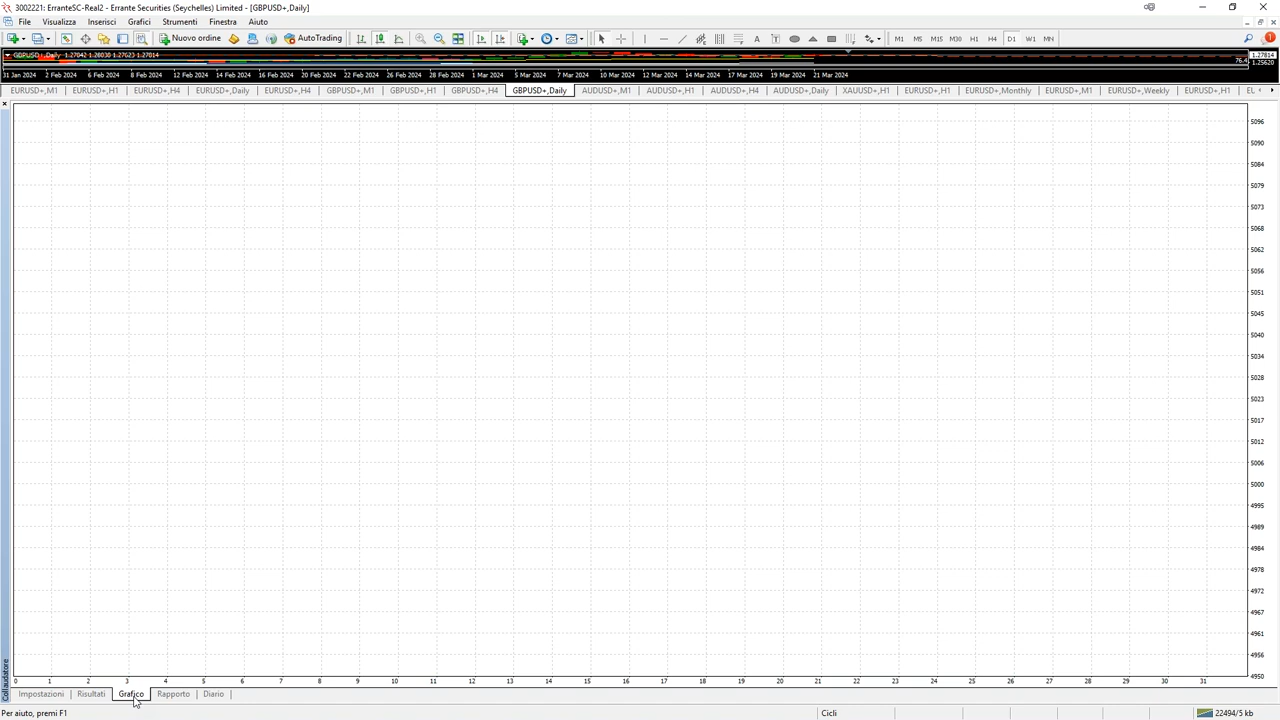 3002221: ErranteSC-Real2 - Errante Securities (Seychelles) Limited - [GBPUSD+,Daily]
File Visualizza Inserisci Grafici Strumenti Finestra Aiuto
Nuovo ordine AutoTrading M1 M5 M15 M30 H1 H4 D1 W1 MN
GBPUSD+,Daily 1.27842 1.28038 1.27623 1.27814 1.27814
76.4 1.25620
31 Jan 2024 2 Feb 2024 6 Feb 2024 8 Feb 2024 12 Feb 2024 14 Feb 2024 16 Feb 2024 20 Feb 2024 22 Feb 2024 26 Feb 2024 28 Feb 2024 1 Mar 2024 5 Mar 2024 7 Mar 2024 10 Mar 2024 12 Mar 2024 14 Mar 2024 17 Mar 2024 19 Mar 2024 21 Mar 2024
EURUSD+,M1 EURUSD+,H1 EURUSD+,H4 EURUSD+,Daily EURUSD+,H4 GBPUSD+,M1 GBPUSD+,H1 GBPUSD+,H4 GBPUSD+,Daily AUDUSD+,M1 AUDUSD+,H1 AUDUSD+,H4 AUDUSD+,Daily XAUUSD+,H1 EURUSD+,H1 EURUSD+,Monthly EURUSD+,M1 EURUSD+,Weekly EURUSD+,H1 EU
5096
5090
5084
5079
5073
5068
5062
5056
5051
5045
5040
5034
5028
5023
5017
5012
5006
5000
4995
4989
4984
4978
4972
4967
4961
4956
4950
0 1 2 3 4 5 6 7 8 9 10 11 12 13 14 15 16 17 18 19 20 21 22 23 24 25 26 27 28 29 30 31
Collaudatore
Impostazioni Risultati Grafico Rapporto Diario
Per aiuto, premi F1 Cicli 22494/5 kb